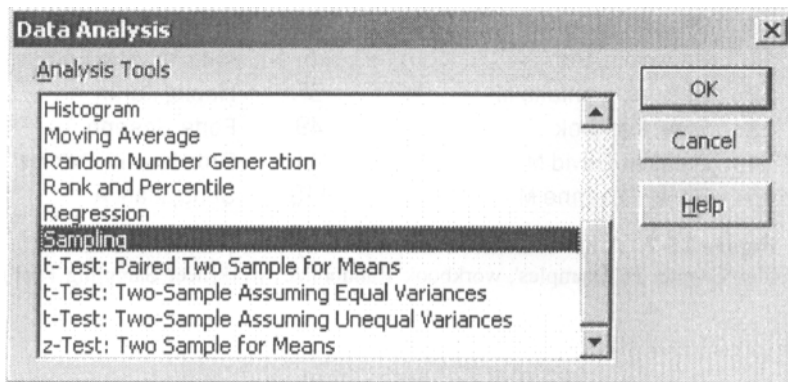 Data Analysis
Analysis Tools
Histogram
Moving Average
Random Number Generation
Rank and Percentile
Regression
Sampling
t-Test: Paired Two Sample for Means
t-Test: Two-Sample Assuming Equal Variances
t-Test: Two-Sample Assuming Unequal Variances
z-Test: Two Sample for Means
OK
Cancel
Help